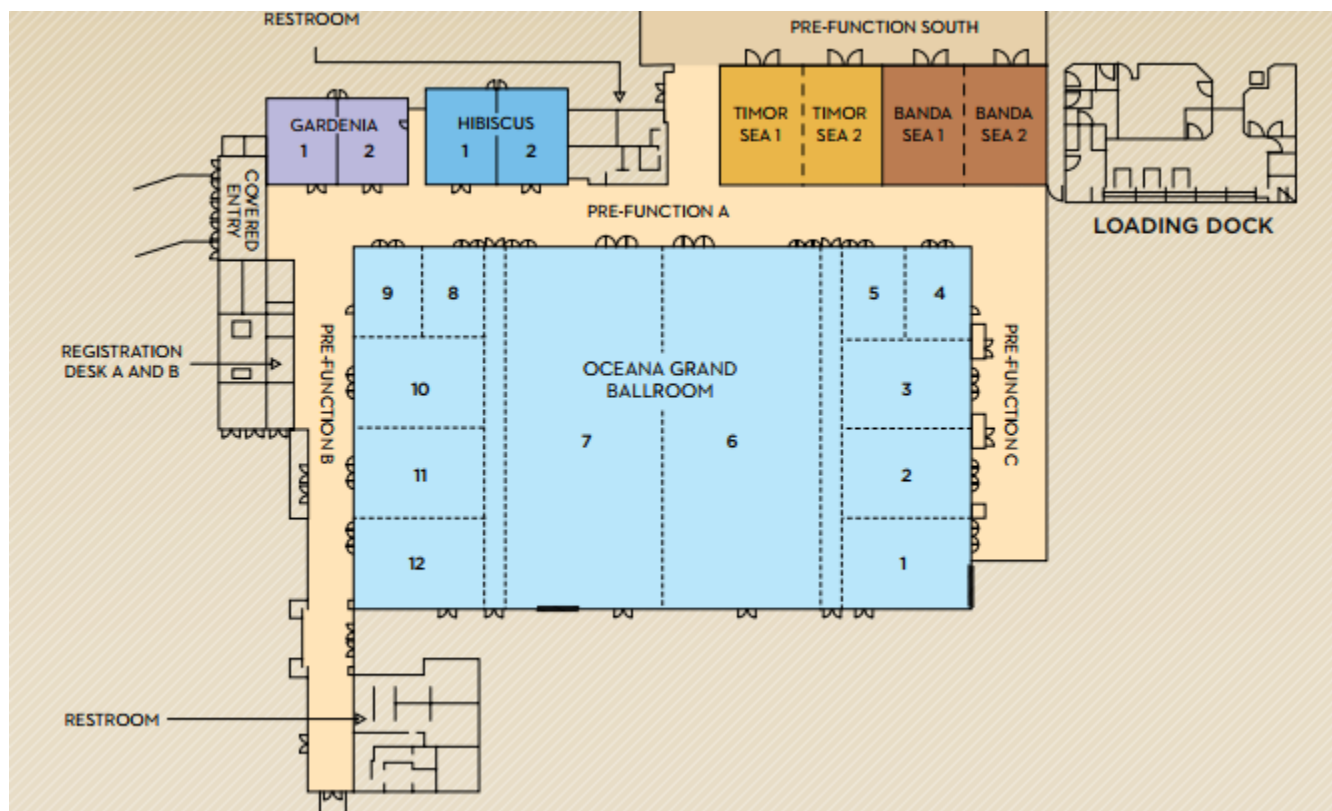 RESTROOM
PRE-FUNCTION SOUTH
GARDENIA
1 2
HIBISCUS
1 2
TIMOR
SEA 1
TIMOR
SEA 2
BANDA
SEA 1
BANDA
SEA 2
COVERED
ENTRY
PRE-FUNCTION A
LOADING DOCK
9
8
5
4
REGISTRATION
DESK A AND B
PRE-FUNCTION B
OCEANA GRAND
BALLROOM
PRE-FUNCTION C
10
3
7
6
11
2
12
1
RESTROOM